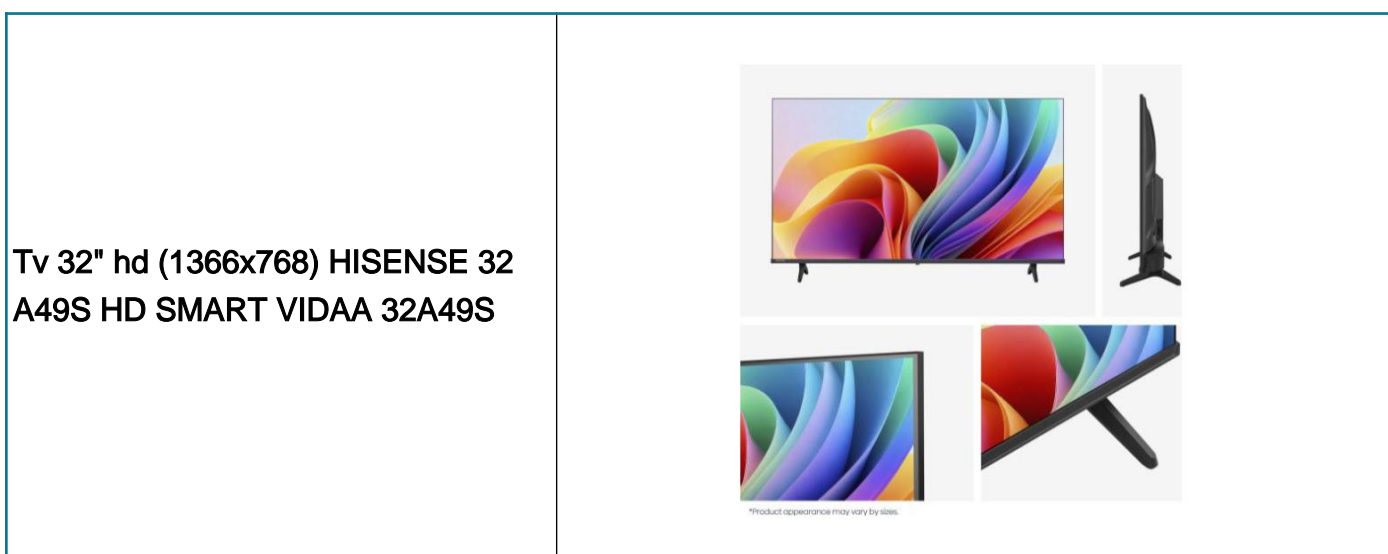 Tv 32" hd (1366x768) HISENSE 32
A49S HD SMART VIDAA 32A49S
*Product appearance may vary by sizes.